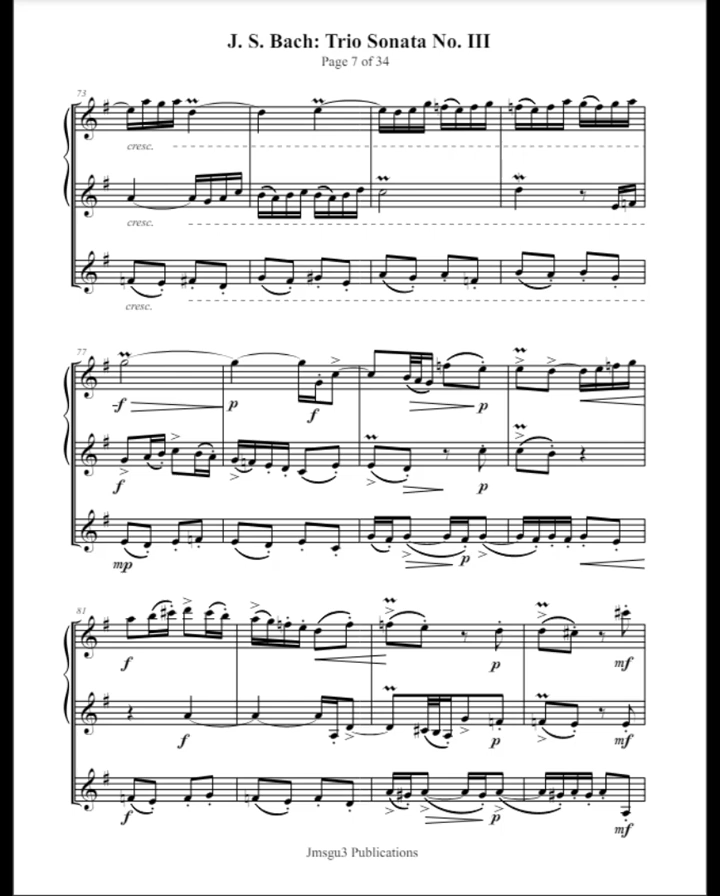 J. S. Bach: Trio Sonata No. III
Page 7 of 34
73
cresc.
cresc.
cresc.
77
f
p
f
p
f
p
mp
p
81
f
p
mf
f
p
mf
f
p
mf
Jmsgu3 Publications